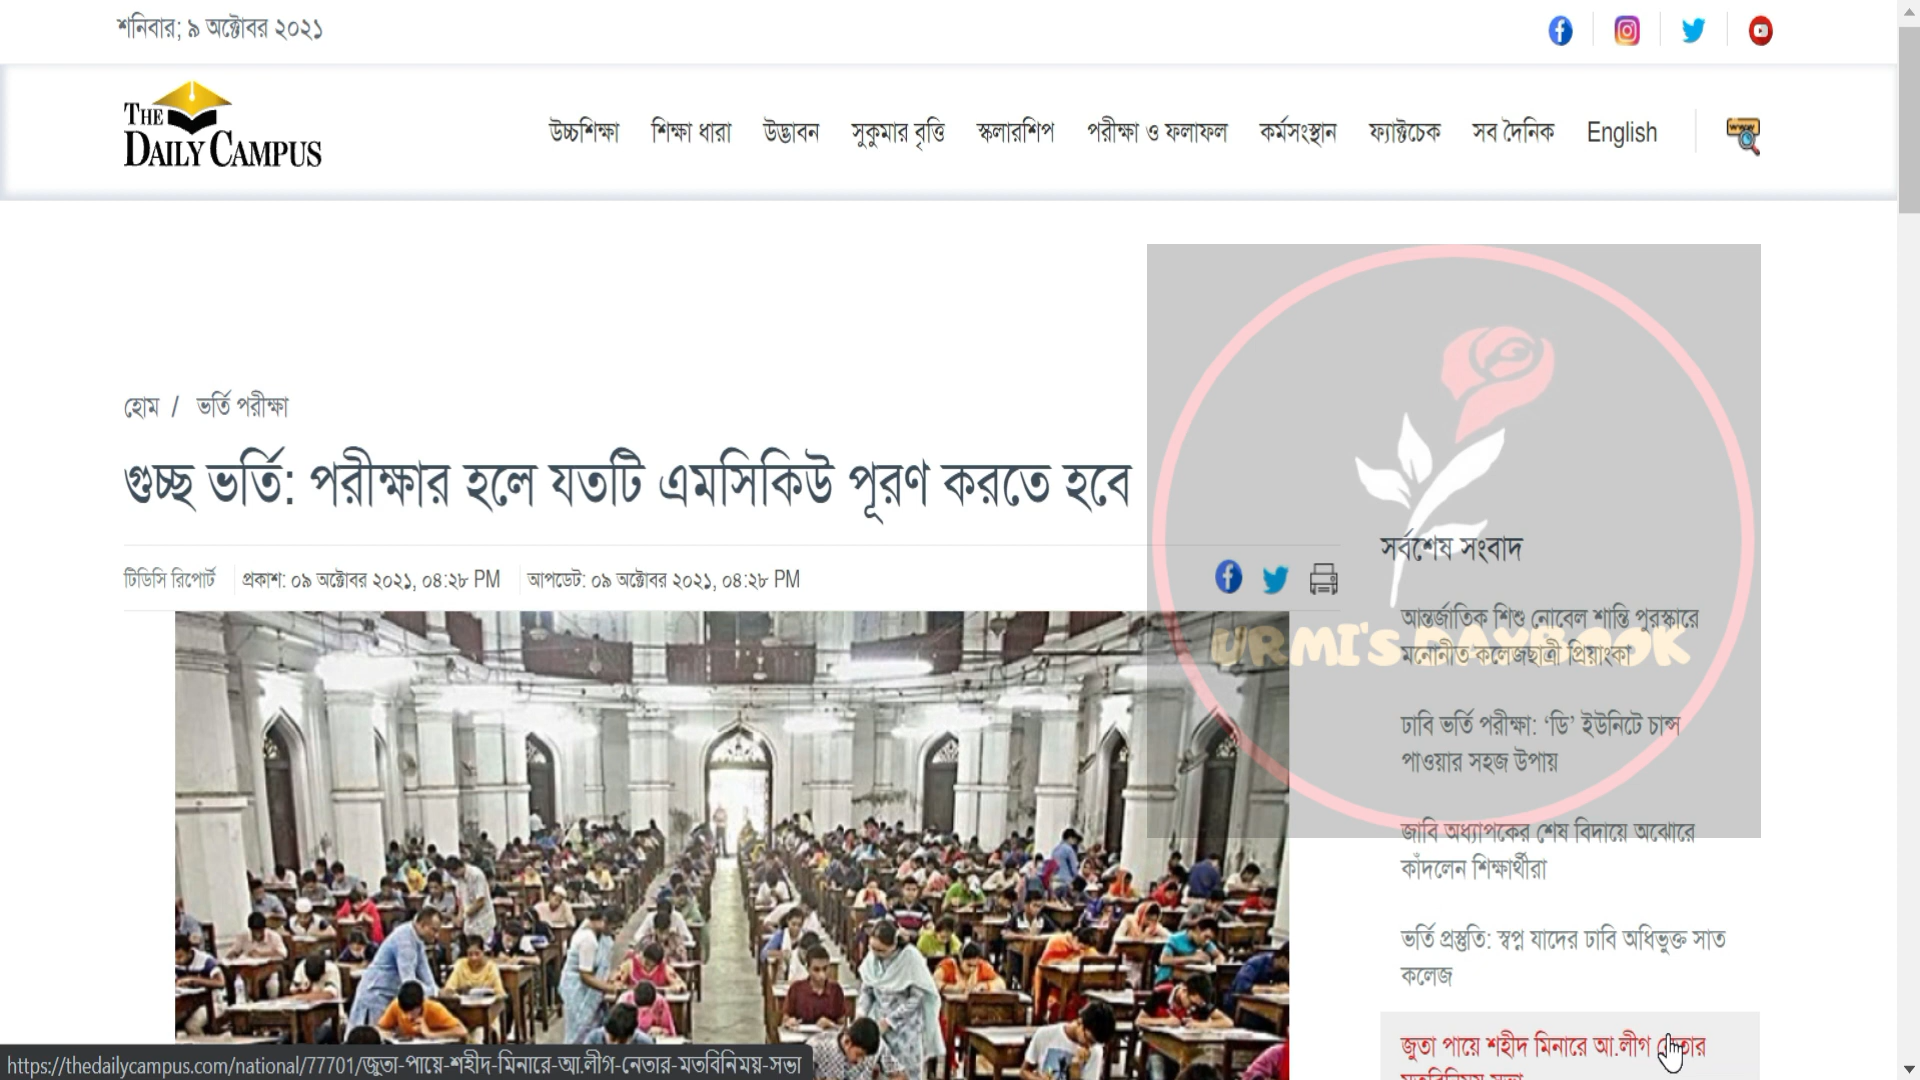 শনিবার; ৯ অক্টোবর ২০২১
THE
DAILY CAMPUS
উচ্চশিক্ষা শিক্ষা ধারা উদ্ভাবন সুকুমার বৃত্তি স্কলারশিপ পরীক্ষা ও ফলাফল কর্মসংস্থান ফ্যাক্টচেক সব দৈনিক English
www
হোম / ভর্তি পরীক্ষা
গুচ্ছ ভর্তি: পরীক্ষার হলে যতটি এমসিকিউ পূরণ করতে হবে
টিডিসি রিপোর্ট প্রকাশ: ০৯ অক্টোবর ২০২১, ০৪:২৮ PM আপডেট: ০৯ অক্টোবর ২০২১, ০৪:২৮ PM
সর্বশেষ সংবাদ
আন্তর্জাতিক শিশু নোবেল শান্তি পুরস্কারে
মনোনীত কলেজছাত্রী প্রিয়াংকা
URMI'S DAYBOOK
ঢাবি ভর্তি পরীক্ষা: ‘ডি’ ইউনিটে চান্স
পাওয়ার সহজ উপায়
জাবি অধ্যাপকের শেষ বিদায়ে অঝোরে
কাঁদলেন শিক্ষার্থীরা
ভর্তি প্রস্তুতি: স্বপ্ন যাদের ঢাবি অধিভুক্ত সাত
কলেজ
জুতা পায়ে শহীদ মিনারে আ.লীগ নেতার
https://thedailycampus.com/national/77701/জুতা-পায়ে-শহীদ-মিনারে-আ.লীগ-নেতার-মতবিনিময়-সভা